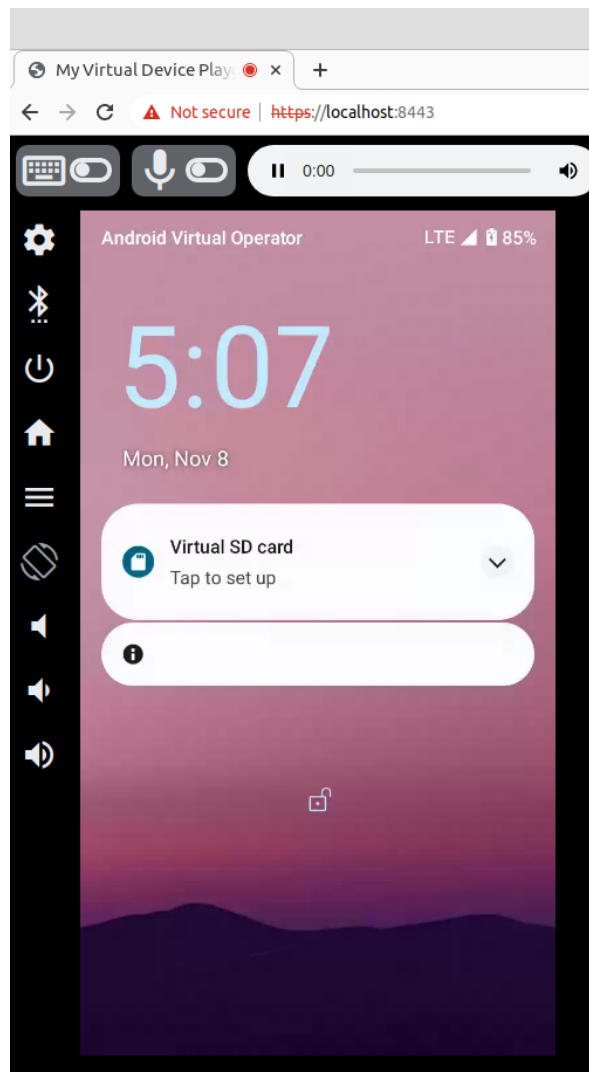 My Virtual Device Play
Not secure https://localhost:8443
0:00
Android Virtual Operator LTE 85%
5:07
Mon, Nov 8
Virtual SD card
Tap to set up